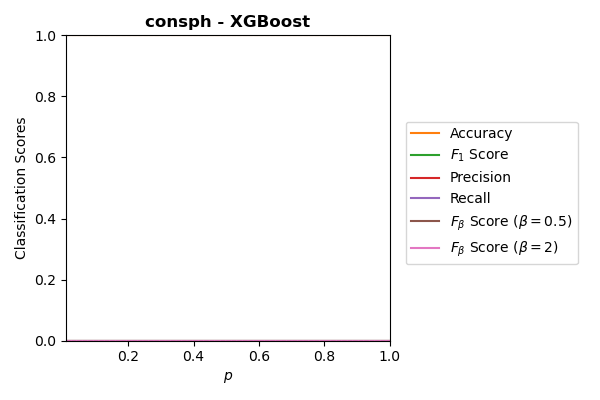 consph - XGBoost
1.0
0.8
0.6
0.4
0.2
0.0
Classification Scores
0.2 0.4 0.6 0.8 1.0
p
Accuracy
F₁ Score
Precision
Recall
Fᵦ Score (β = 0.5)
Fᵦ Score (β = 2)